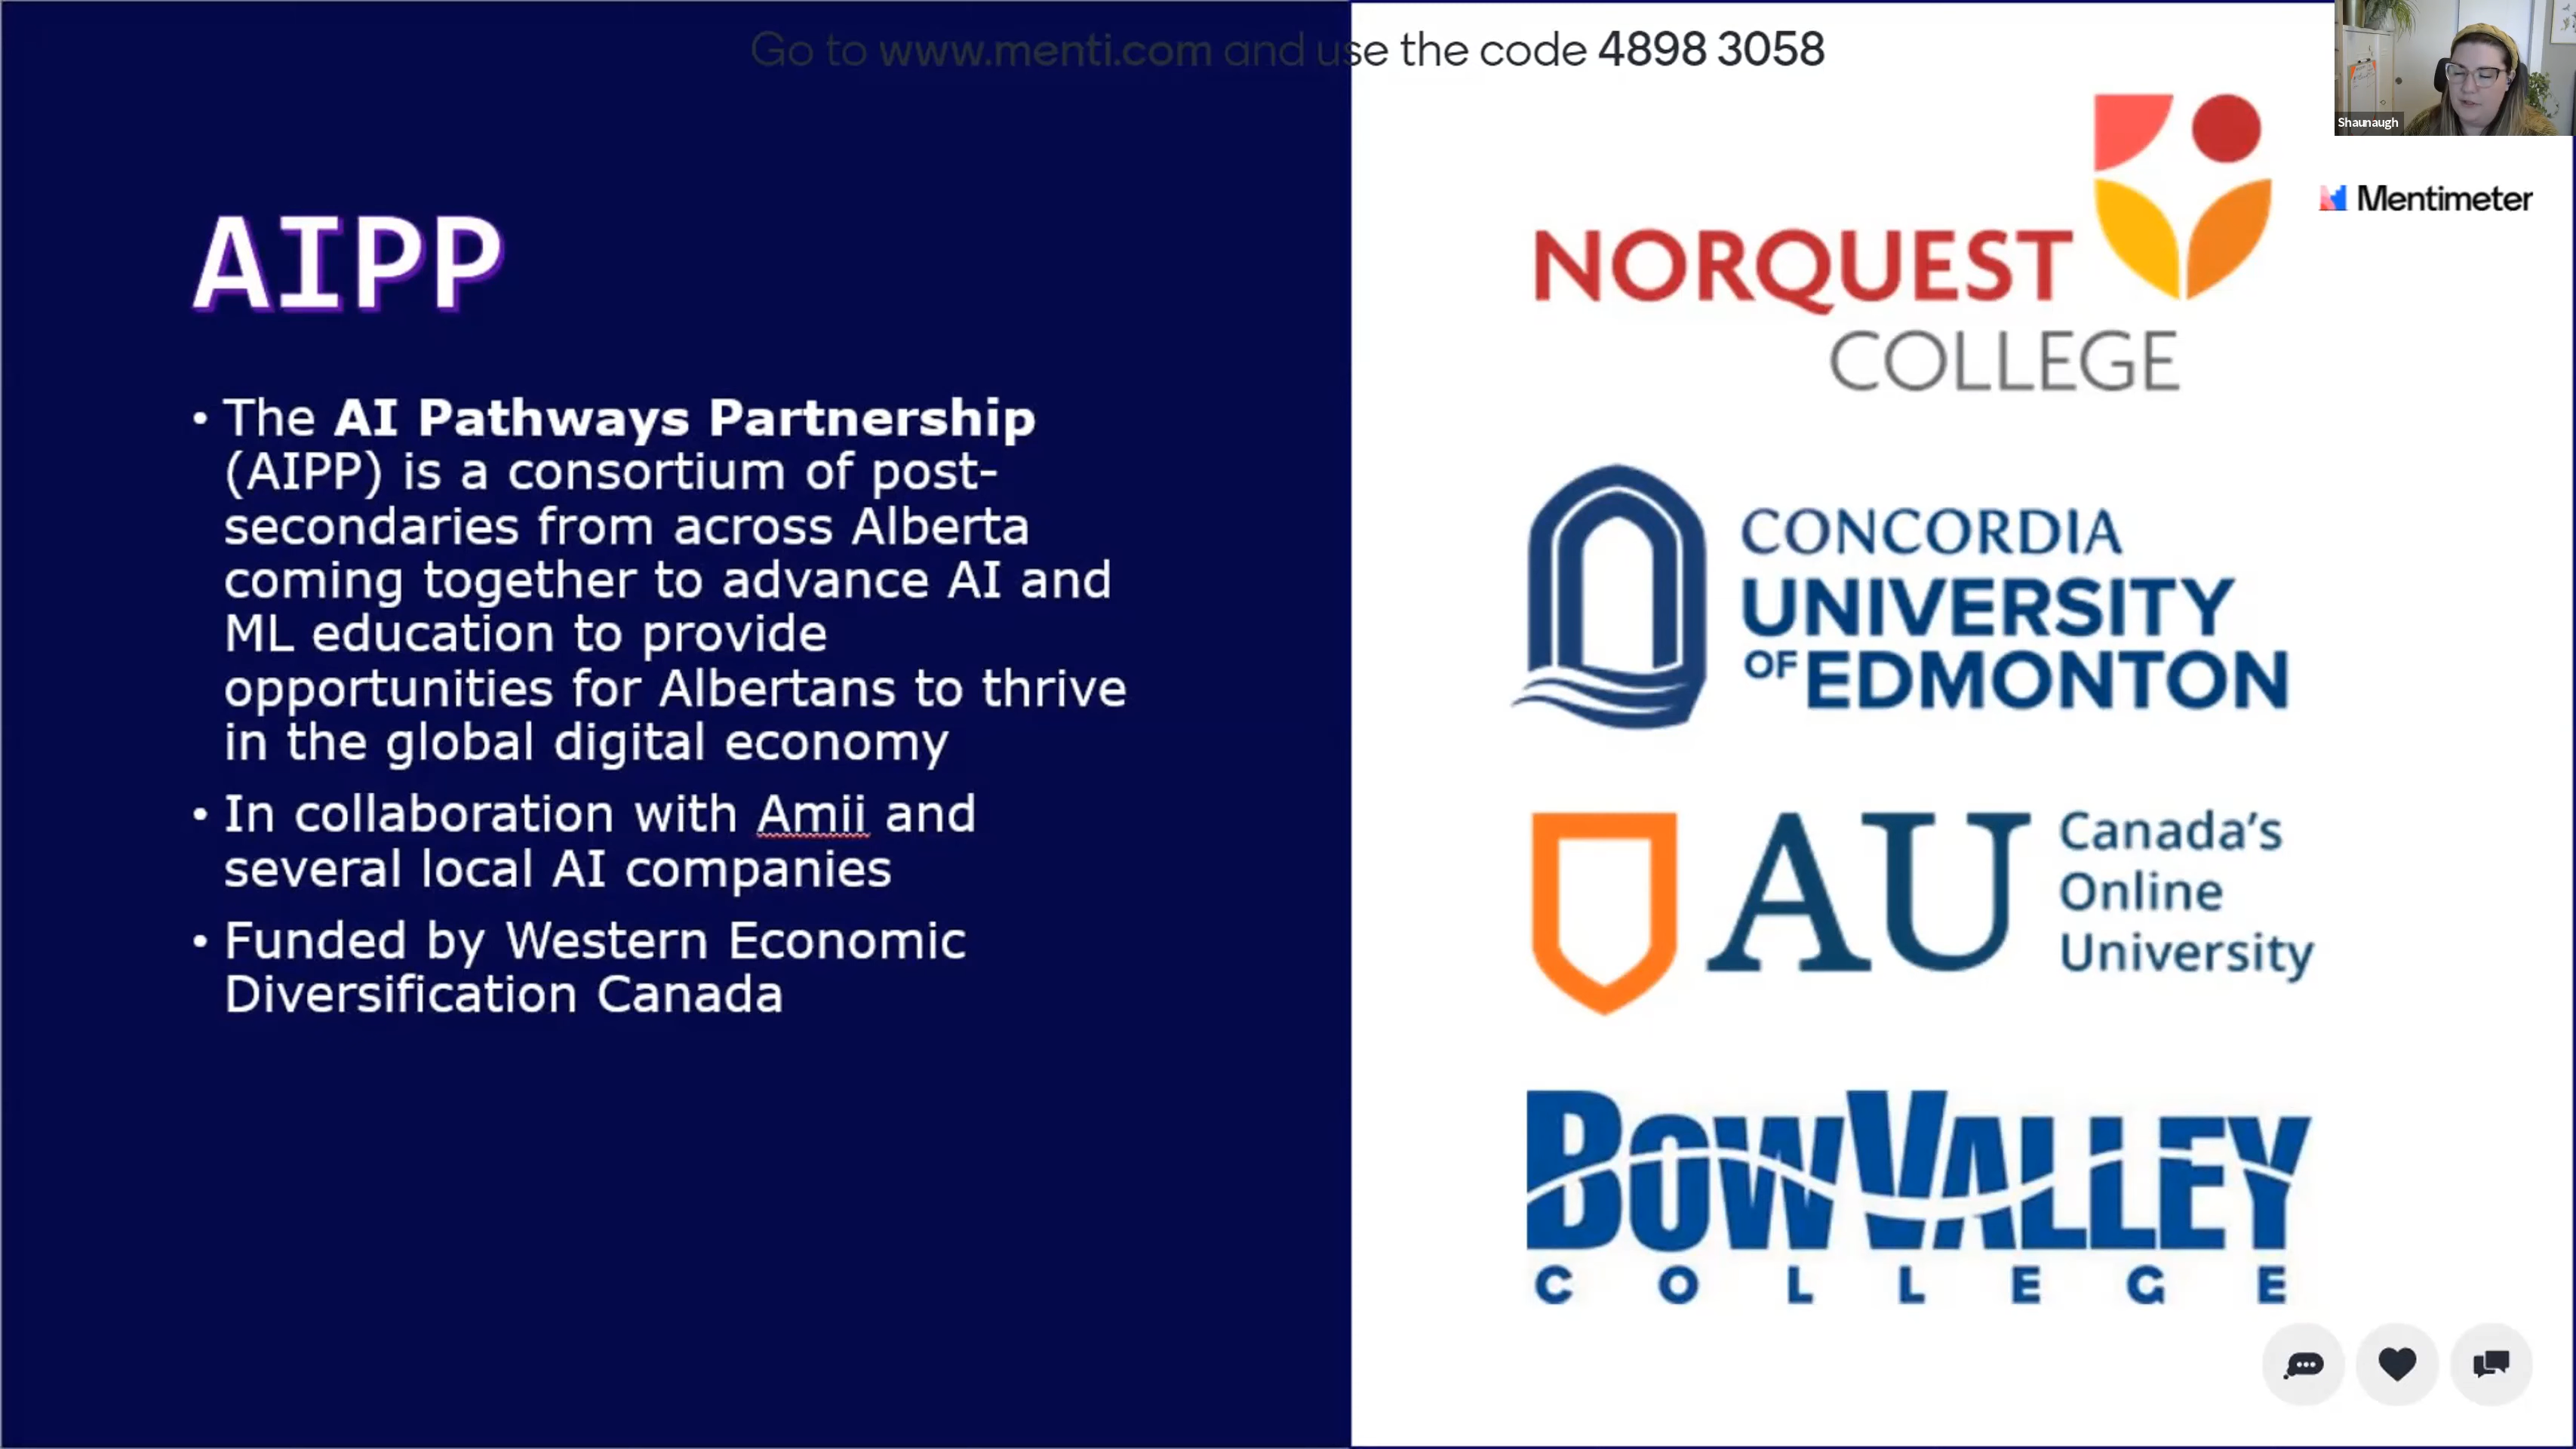 Go to www.menti.com and use the code 4898 3058
Shaunaugh
Mentimeter
AIPP
• The AI Pathways Partnership
(AIPP) is a consortium of post-
secondaries from across Alberta
coming together to advance AI and
ML education to provide
opportunities for Albertans to thrive
in the global digital economy
• In collaboration with Amii and
several local AI companies
• Funded by Western Economic
Diversification Canada
NORQUEST
COLLEGE
CONCORDIA
UNIVERSITY
OF EDMONTON
AU
Canada's
Online
University
BOW VALLEY
COLLEGE